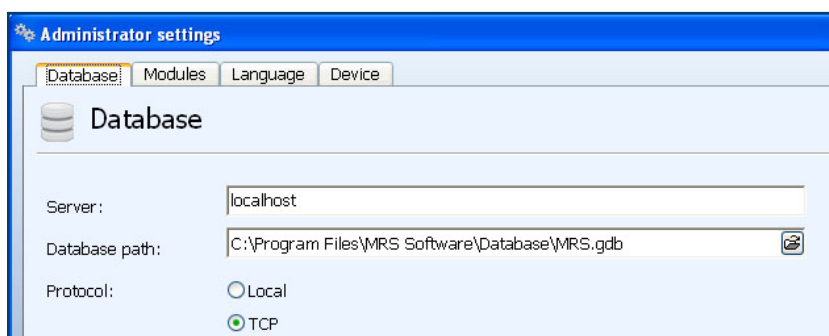 Administrator settings
Database Modules Language Device
Database
Server: localhost
Database path: C:\Program Files\MRS Software\Database\MRS.gdb
Protocol: Local
TCP